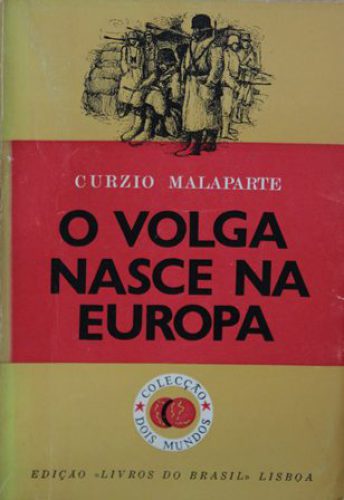 CURZIO MALAPARTE
O VOLGA
NASCE NA
EUROPA
COLECÇÃO
DOIS MUNDOS
EDIÇÃO «LIVROS DO BRASIL» LISBOA